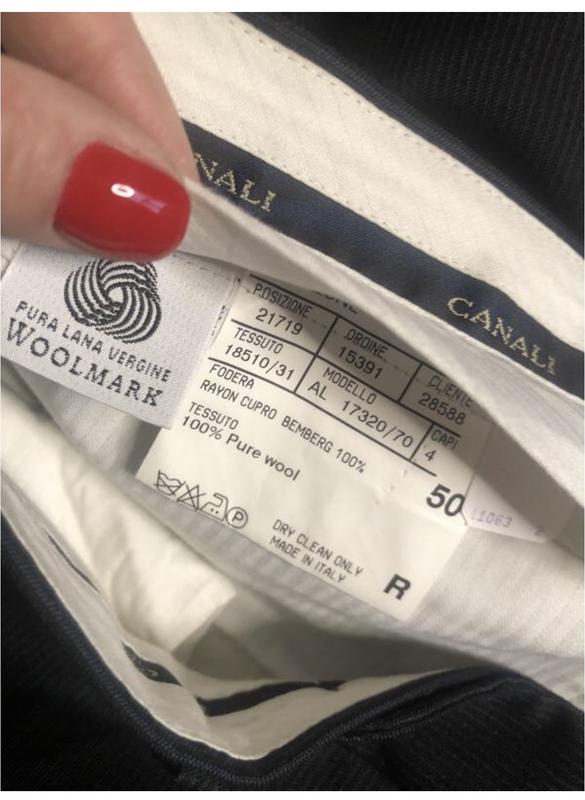 NALI
CANALI
PURA LANA VERGINE
WOOLMARK
POSIZIONE
21719
ORDINE
15391
CLIENTE
28588
TESSUTO
18510/31
MODELLO
AL 17320/70
CAPI
4
FODERA
RAYON CUPRO BEMBERG 100%
TESSUTO
100% Pure wool
50
11063
P
DRY CLEAN ONLY
MADE IN ITALY
R